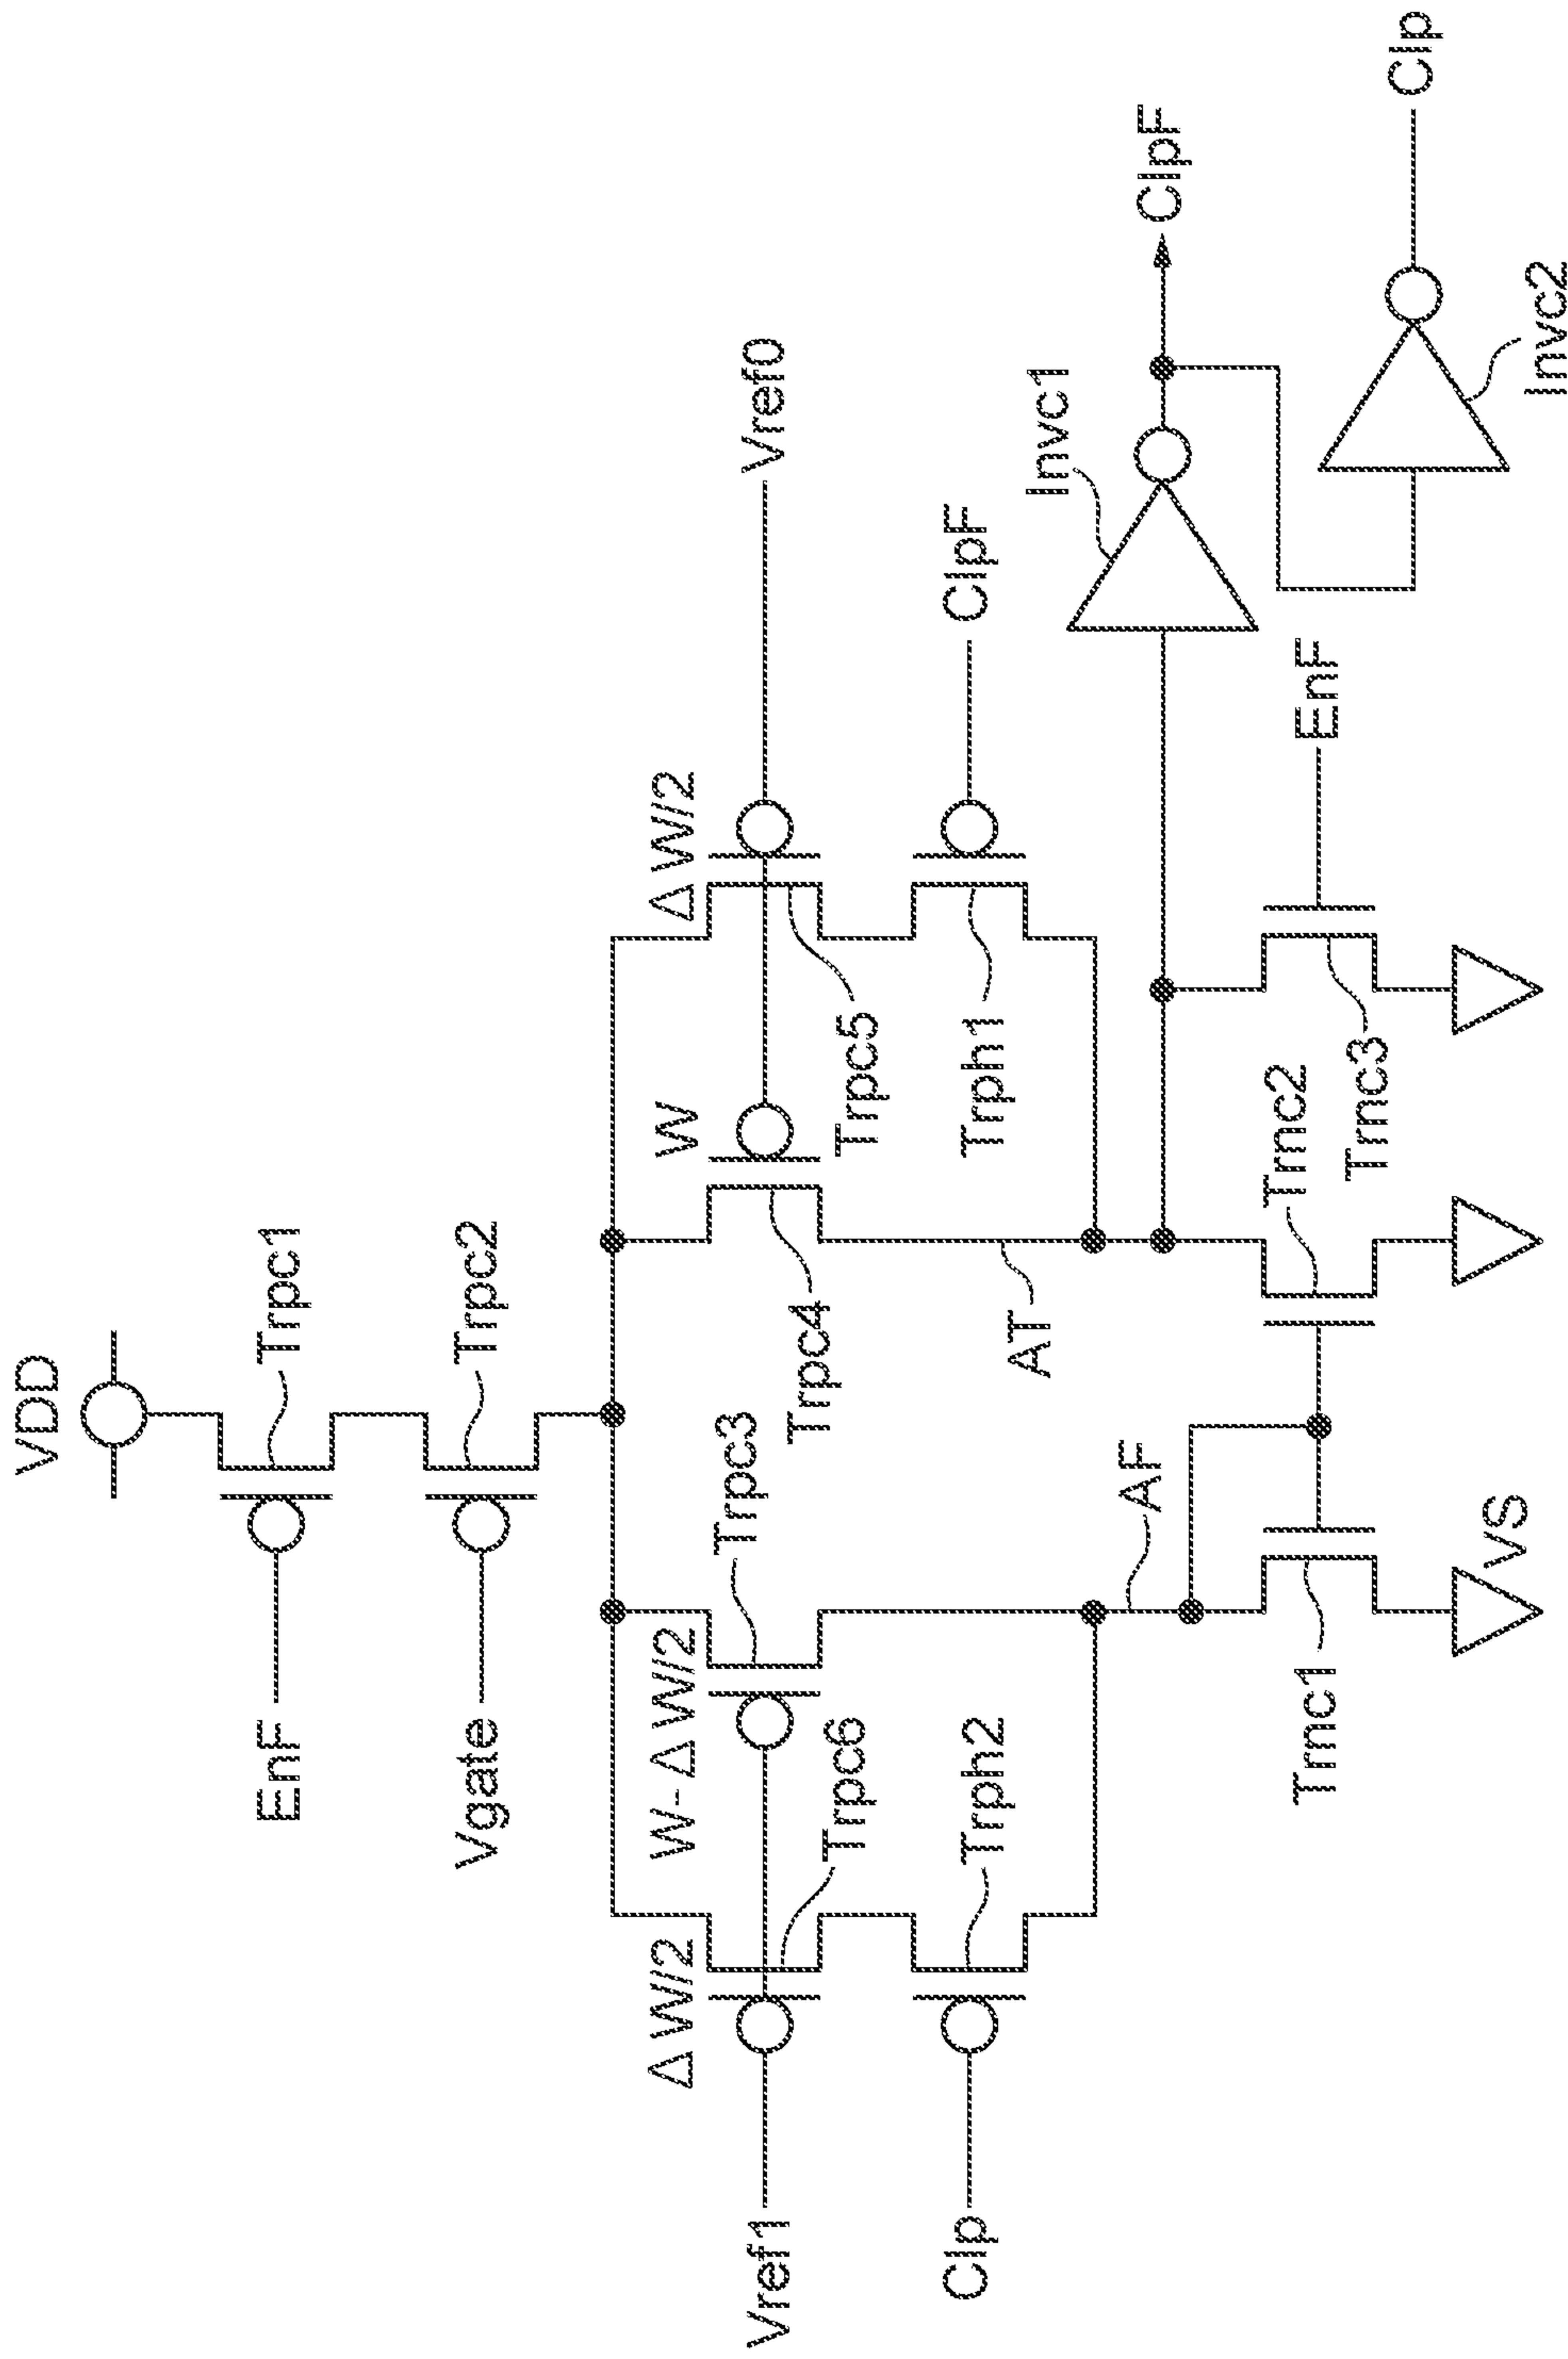 VDD
EnF
Trpc1
Vgate
Trpc2
ΔW/2
W-ΔW/2
W
ΔW/2
Vref1
Trpc6
Trpc3
Trpc4
Trpc5
Vref0
Clp
Trph2
Trph1
ClpF
AF
AT
Invc1
ClpF
Trnc1
Trnc2
Trnc3
EnF
VS
Invc2
Clp